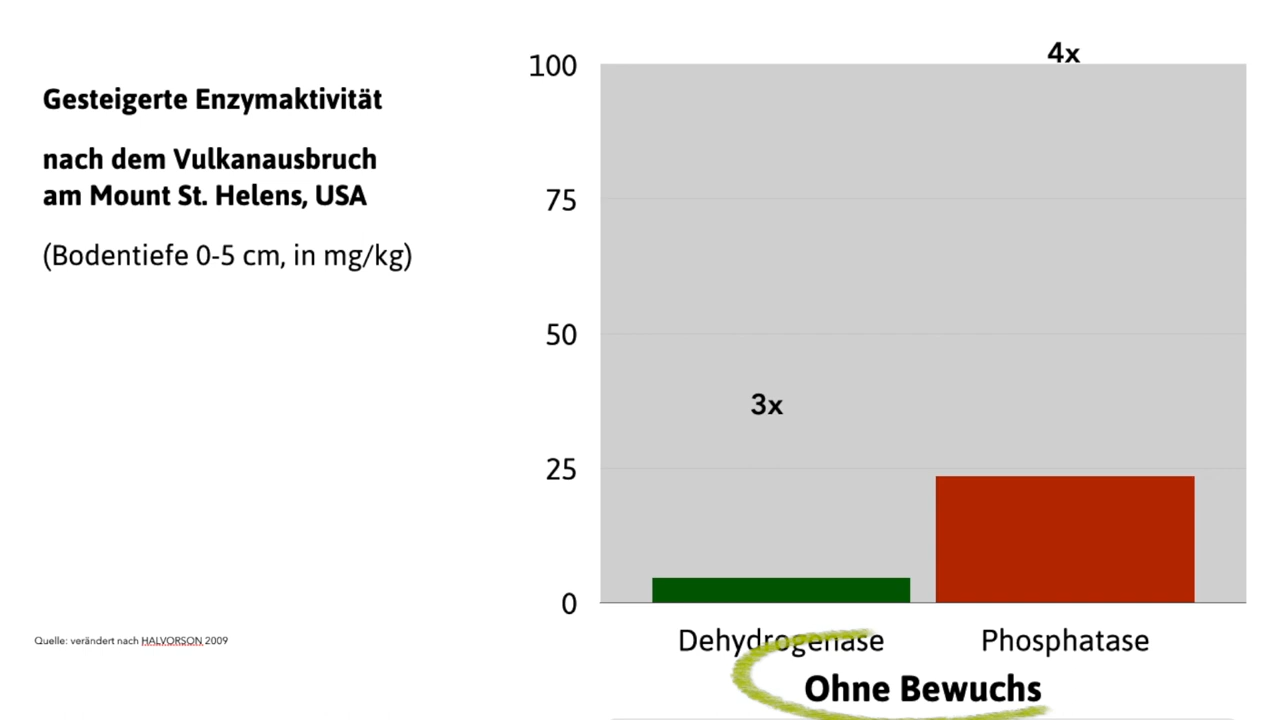 Gesteigerte Enzymaktivität
nach dem Vulkanausbruch
am Mount St. Helens, USA
(Bodentiefe 0-5 cm, in mg/kg)
Quelle: verändert nach HALVORSON 2009
4x
100
75
50
3x
25
0
Dehydrogenase Phosphatase
Ohne Bewuchs